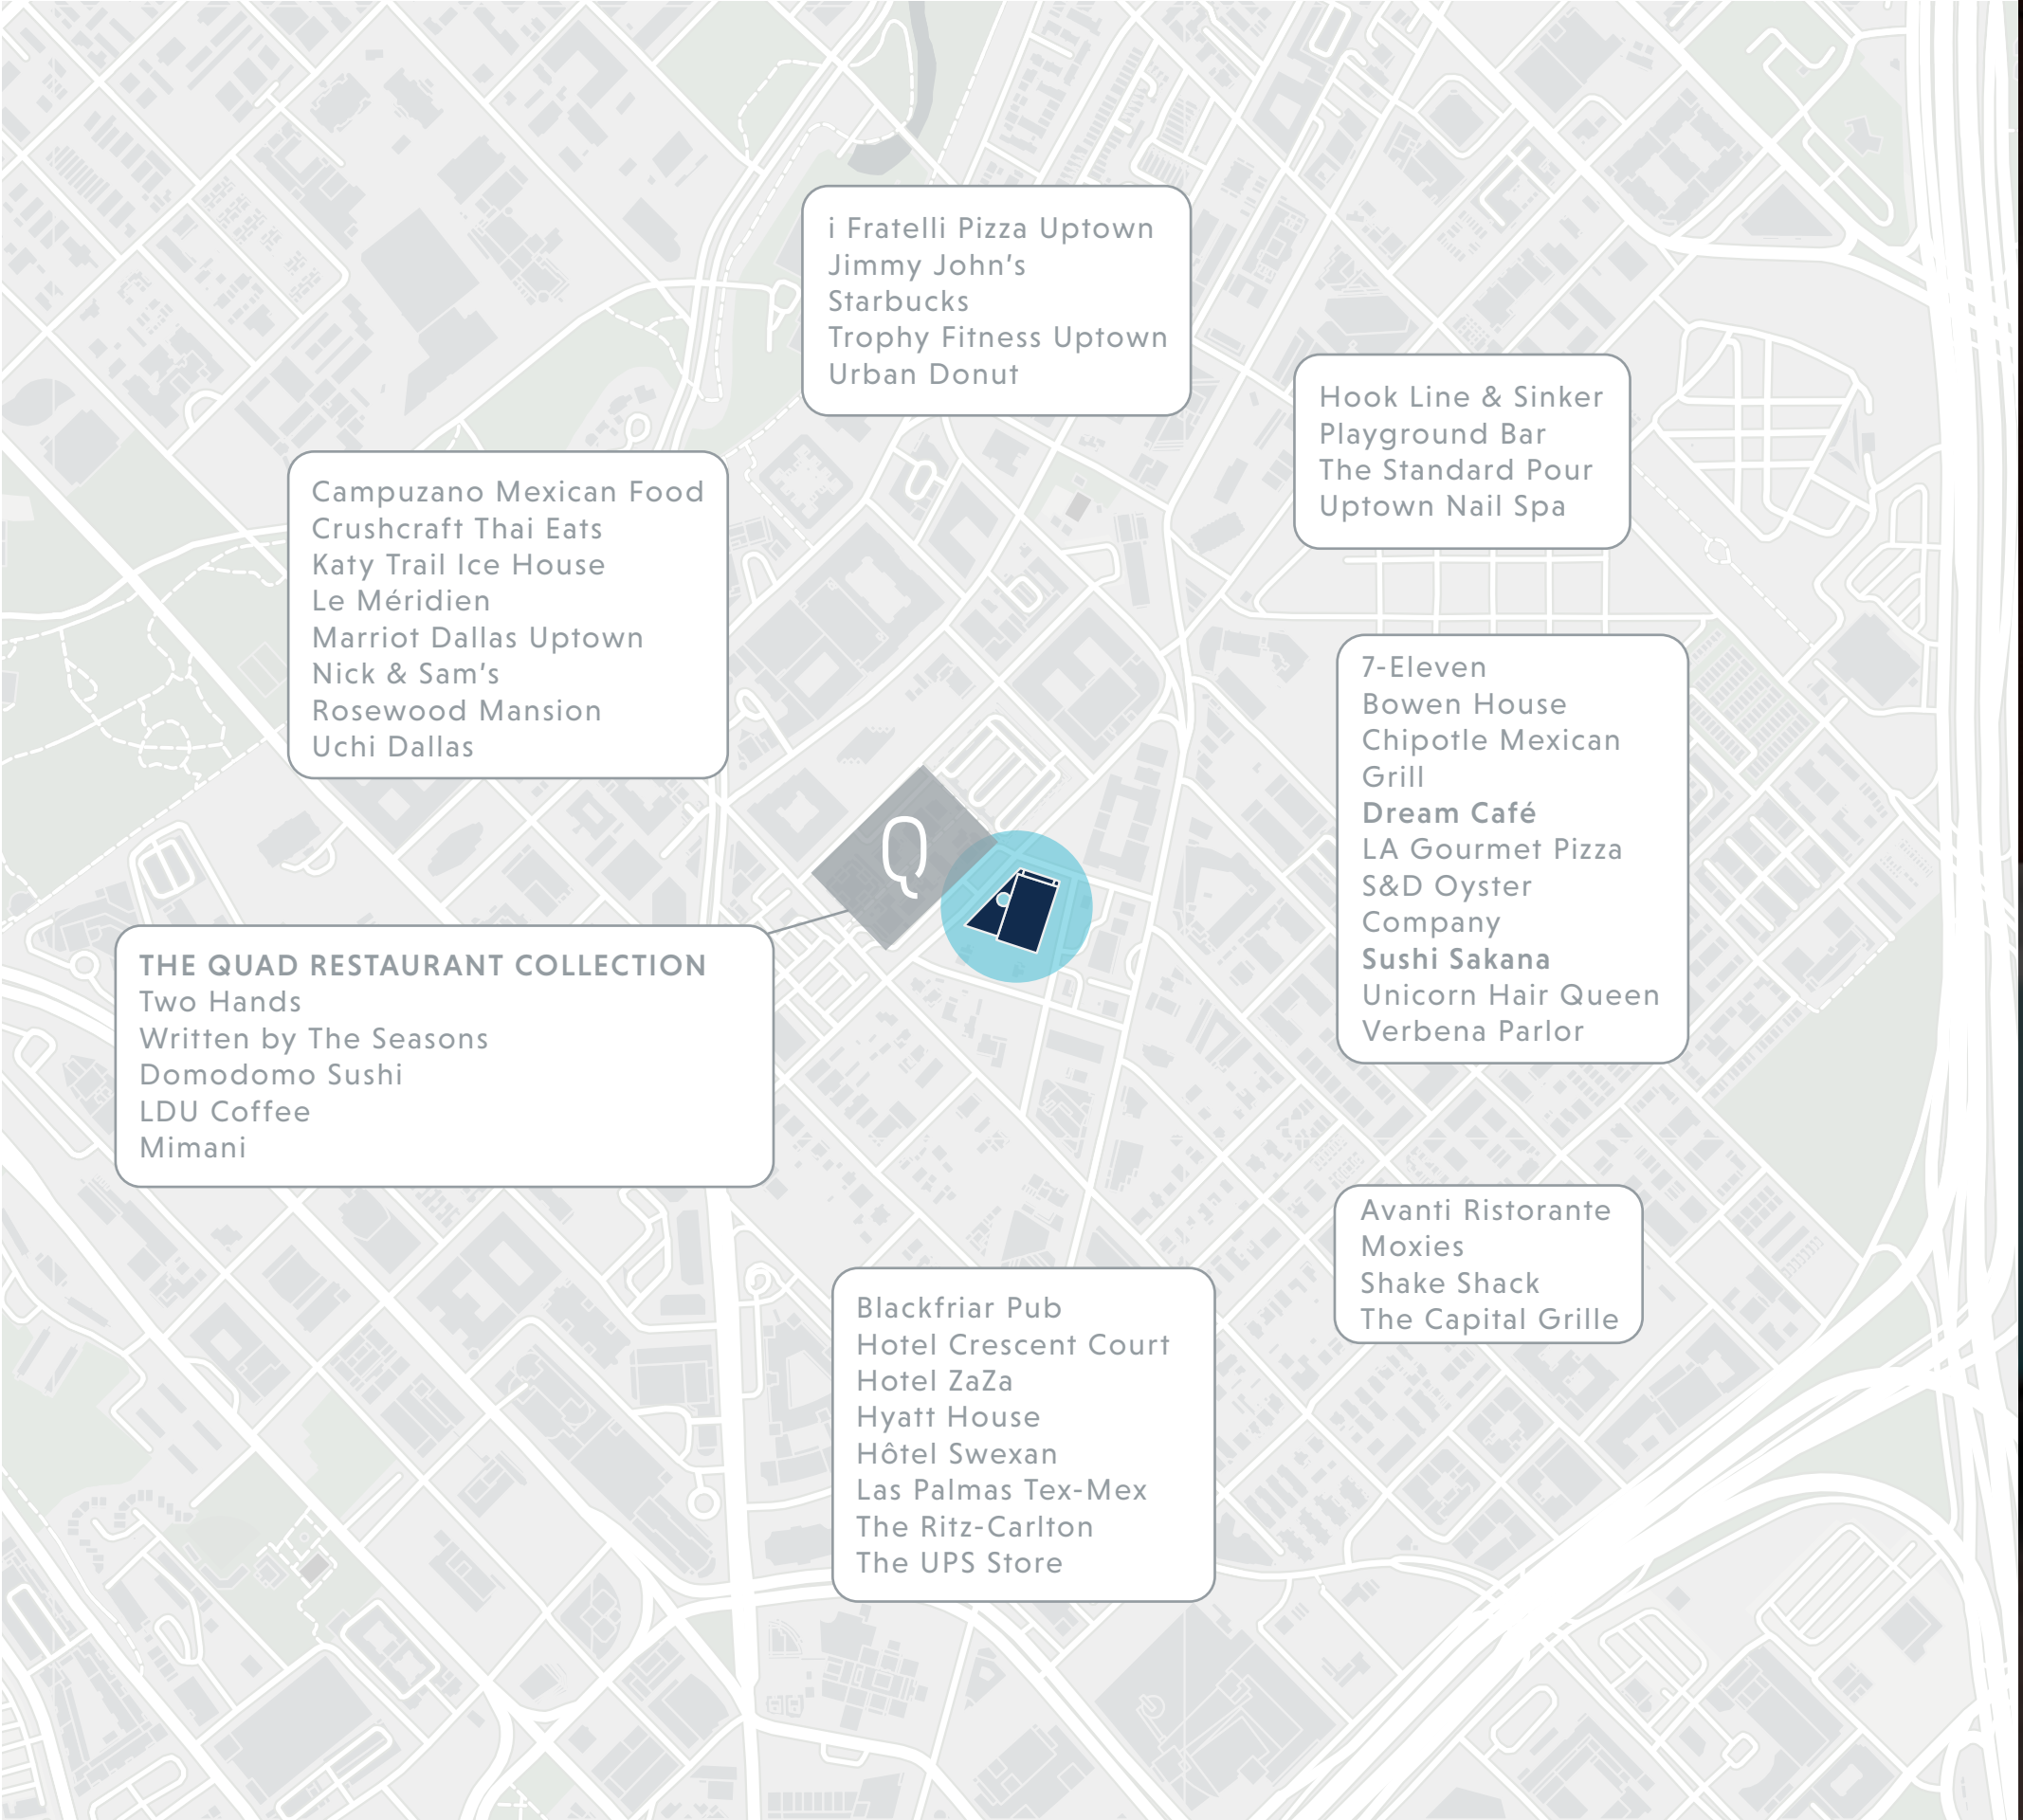 i Fratelli Pizza Uptown
Jimmy John's
Starbucks
Trophy Fitness Uptown
Urban Donut
Hook Line & Sinker
Playground Bar
The Standard Pour
Uptown Nail Spa
Campuzano Mexican Food
Crushcraft Thai Eats
Katy Trail Ice House
Le Méridien
Marriot Dallas Uptown
Nick & Sam's
Rosewood Mansion
Uchi Dallas
7-Eleven
Bowen House
Chipotle Mexican
Grill
Dream Café
LA Gourmet Pizza
S&D Oyster
Company
Sushi Sakana
Unicorn Hair Queen
Verbena Parlor
Q
THE QUAD RESTAURANT COLLECTION
Two Hands
Written by The Seasons
Domodomo Sushi
LDU Coffee
Mimani
Avanti Ristorante
Moxies
Shake Shack
The Capital Grille
Blackfriar Pub
Hotel Crescent Court
Hotel ZaZa
Hyatt House
Hôtel Swexan
Las Palmas Tex-Mex
The Ritz-Carlton
The UPS Store